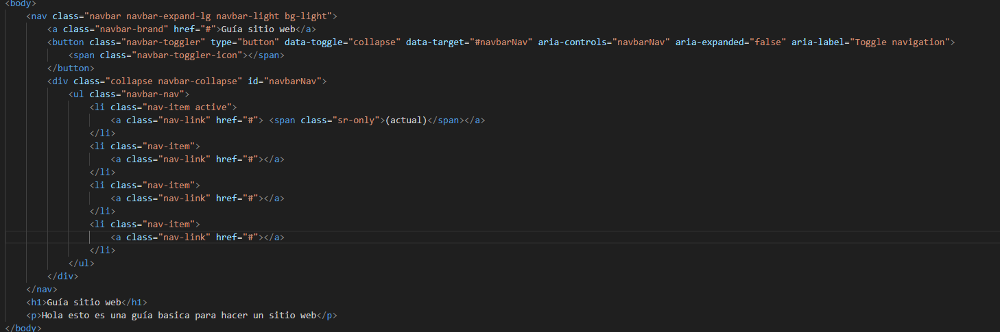 <body>
<nav class="navbar navbar-expand-lg navbar-light bg-light">
<a class="navbar-brand" href="#">Guía sitio web</a>
<button class="navbar-toggler" type="button" data-toggle="collapse" data-target="#navbarNav" aria-controls="navbarNav" aria-expanded="false" aria-label="Toggle navigation">
<span class="navbar-toggler-icon"></span>
</button>
<div class="collapse navbar-collapse" id="navbarNav">
<ul class="navbar-nav">
<li class="nav-item active">
<a class="nav-link" href="#"> <span class="sr-only">(actual)</span></a>
</li>
<li class="nav-item">
<a class="nav-link" href="#"></a>
</li>
<li class="nav-item">
<a class="nav-link" href="#"></a>
</li>
<li class="nav-item">
<a class="nav-link" href="#"></a>
</li>
</ul>
</div>
</nav>
<h1>Guía sitio web</h1>
<p>Hola esto es una guía basica para hacer un sitio web</p>
</body>